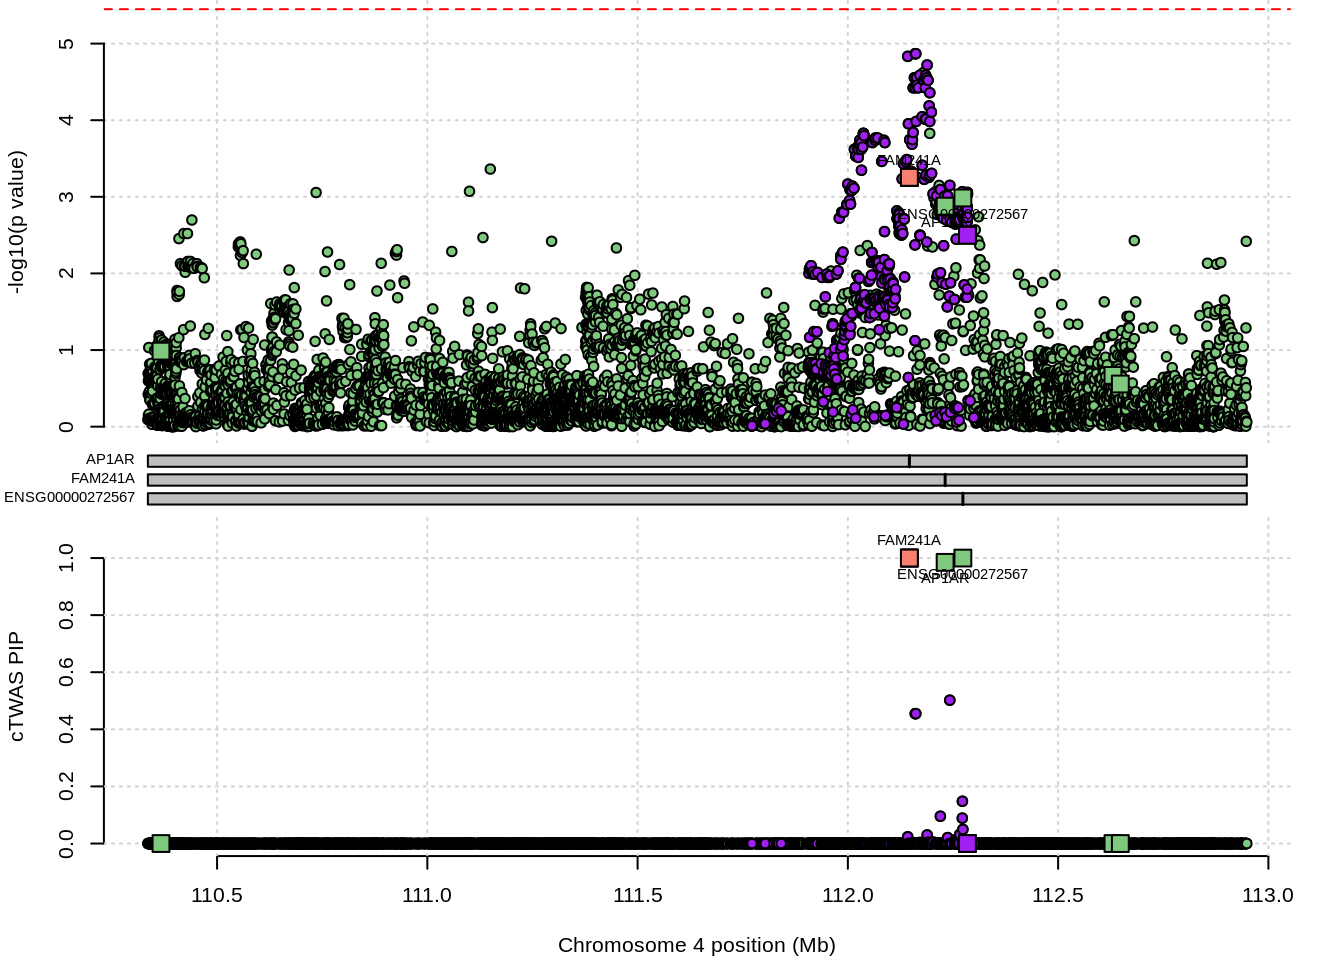 -log10(p value)
5
4
3
2
1
0
FAM241A
ENSG00000272567
AP1AR
AP1AR
FAM241A
ENSG00000272567
cTWAS PIP
1.0
0.8
0.6
0.4
0.2
0.0
FAM241A
ENSG00000272567
AP1AR
110.5 111.0 111.5 112.0 112.5 113.0
Chromosome 4 position (Mb)